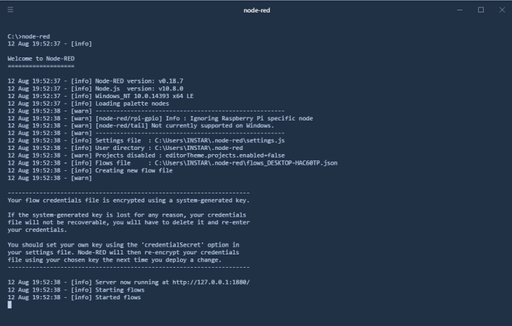 node-red
C:\>node-red
12 Aug 19:52:37 - [info]
Welcome to Node-RED
===================
12 Aug 19:52:37 - [info] Node-RED version: v0.18.7
12 Aug 19:52:37 - [info] Node.js  version: v10.8.0
12 Aug 19:52:37 - [info] Windows_NT 10.0.14393 x64 LE
12 Aug 19:52:37 - [info] Loading palette nodes
12 Aug 19:52:38 - [warn] ------------------------------------------------------
12 Aug 19:52:38 - [warn] [node-red/rpi-gpio] Info : Ignoring Raspberry Pi specific node
12 Aug 19:52:38 - [warn] [node-red/tail] Not currently supported on Windows.
12 Aug 19:52:38 - [warn] ------------------------------------------------------
12 Aug 19:52:38 - [info] Settings file  : C:\Users\INSTAR\.node-red\settings.js
12 Aug 19:52:38 - [info] User directory : C:\Users\INSTAR\.node-red
12 Aug 19:52:38 - [warn] Projects disabled : editorTheme.projects.enabled=false
12 Aug 19:52:38 - [info] Flows file     : C:\Users\INSTAR\.node-red\flows_DESKTOP-HAC60TP.json
12 Aug 19:52:38 - [info] Creating new flow file
12 Aug 19:52:38 - [warn]
---------------------------------------------------------------------
Your flow credentials file is encrypted using a system-generated key.
If the system-generated key is lost for any reason, your credentials
file will not be recoverable, you will have to delete it and re-enter
your credentials.
You should set your own key using the 'credentialSecret' option in
your settings file. Node-RED will then re-encrypt your credentials
file using your chosen key the next time you deploy a change.
---------------------------------------------------------------------
12 Aug 19:52:38 - [info] Server now running at http://127.0.0.1:1880/
12 Aug 19:52:38 - [info] Starting flows
12 Aug 19:52:38 - [info] Started flows